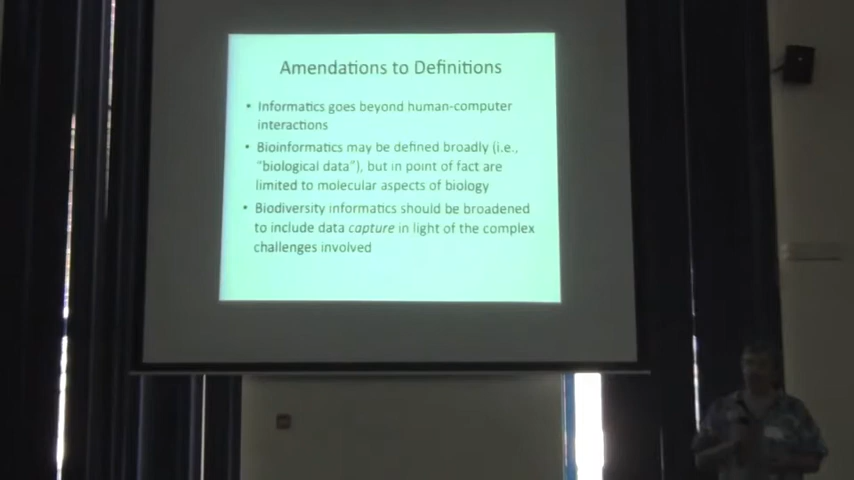 Amendations to Definitions
• Informatics goes beyond human-computer
interactions
• Bioinformatics may be defined broadly (i.e.,
"biological data"), but in point of fact are
limited to molecular aspects of biology
• Biodiversity informatics should be broadened
to include data capture in light of the complex
challenges involved